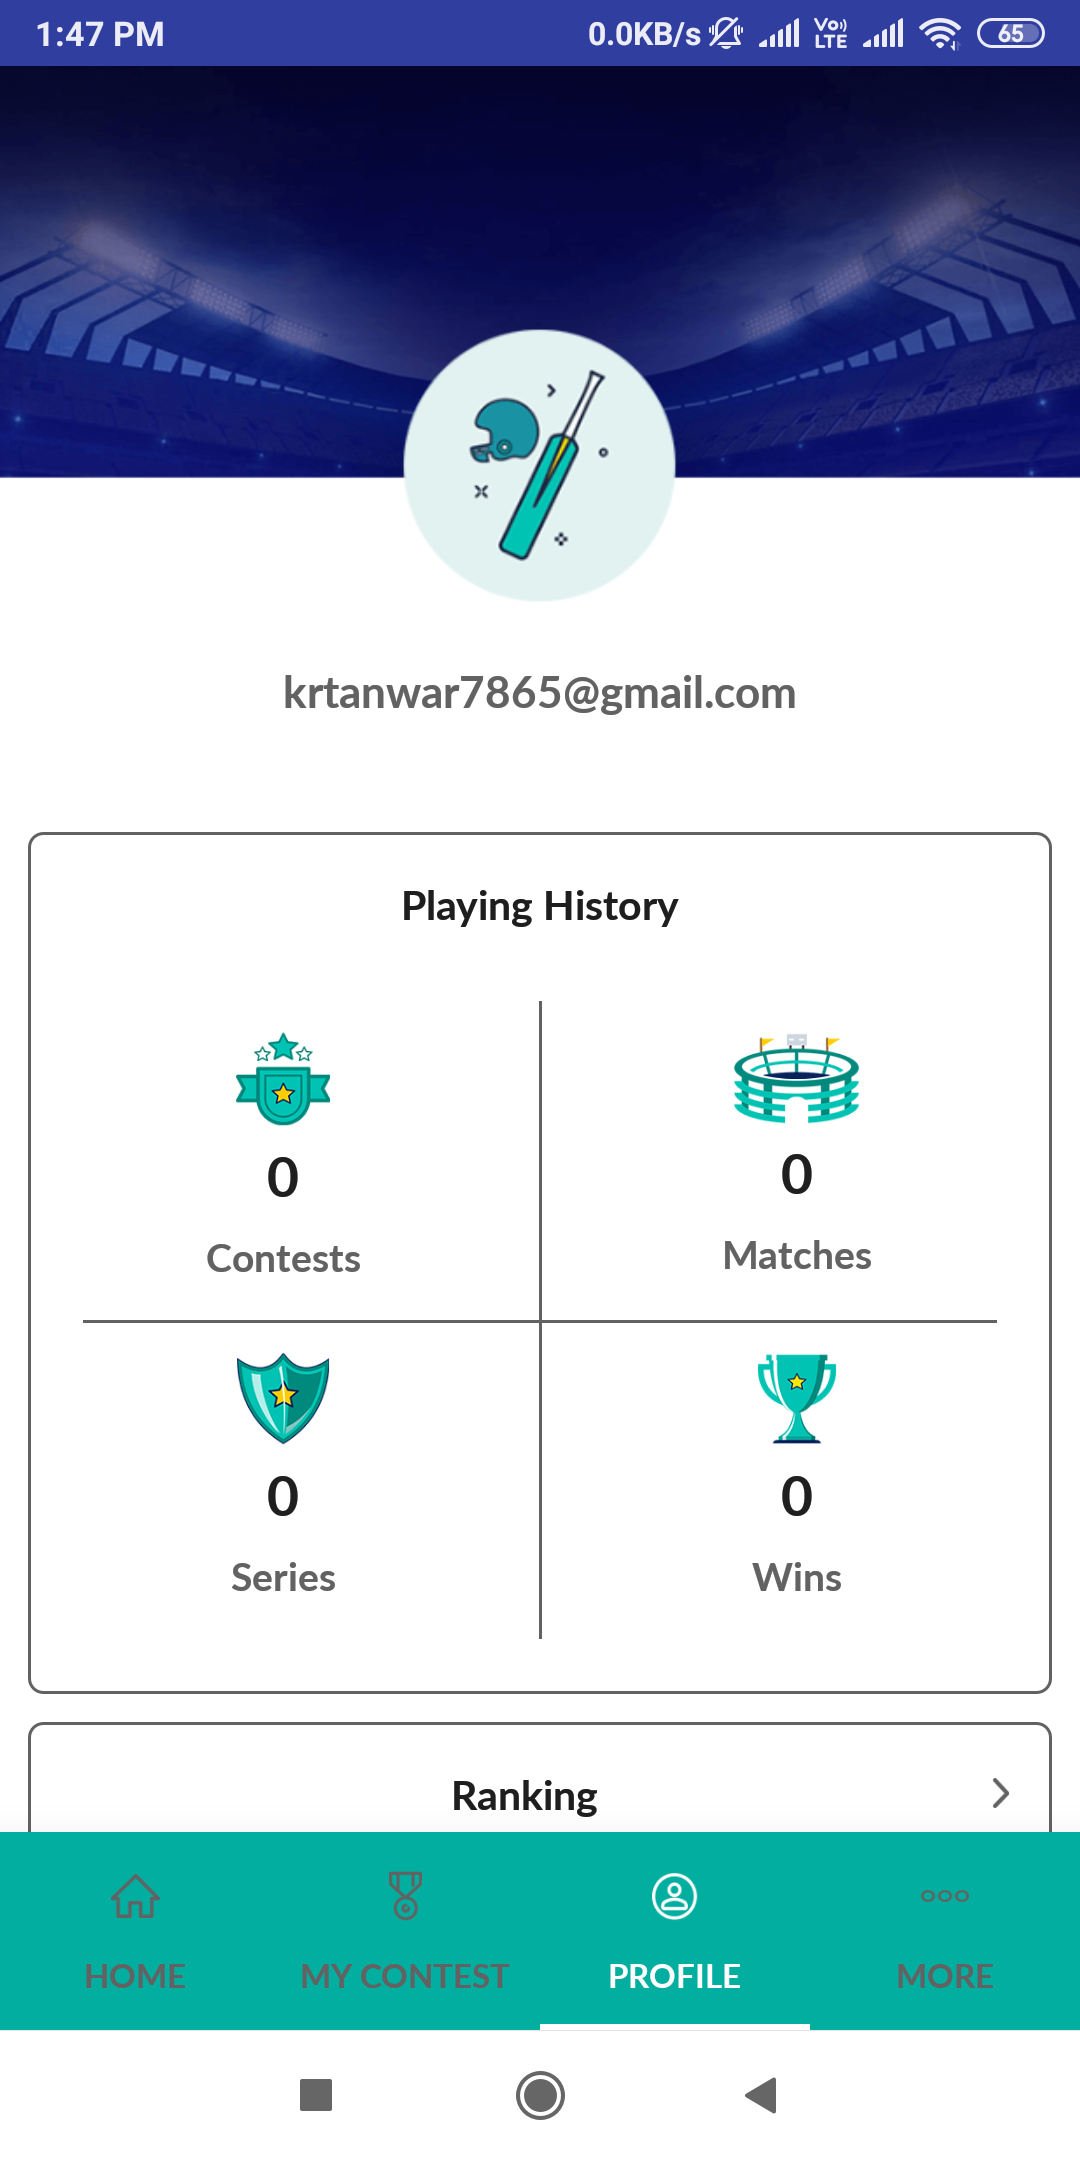 1:47 PM 0.0KB/s Vo)) LTE 65
krtanwar7865@gmail.com
Playing History
0 0
Contests Matches
0 0
Series Wins
Ranking
HOME MY CONTEST PROFILE MORE